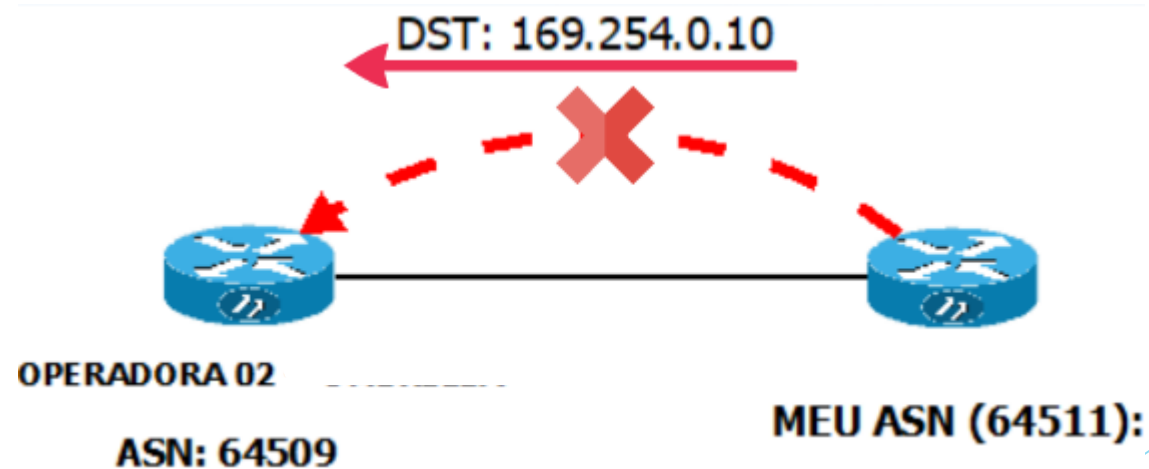 DST: 169.254.0.10
OPERADORA 02
MEU ASN (64511):
ASN: 64509